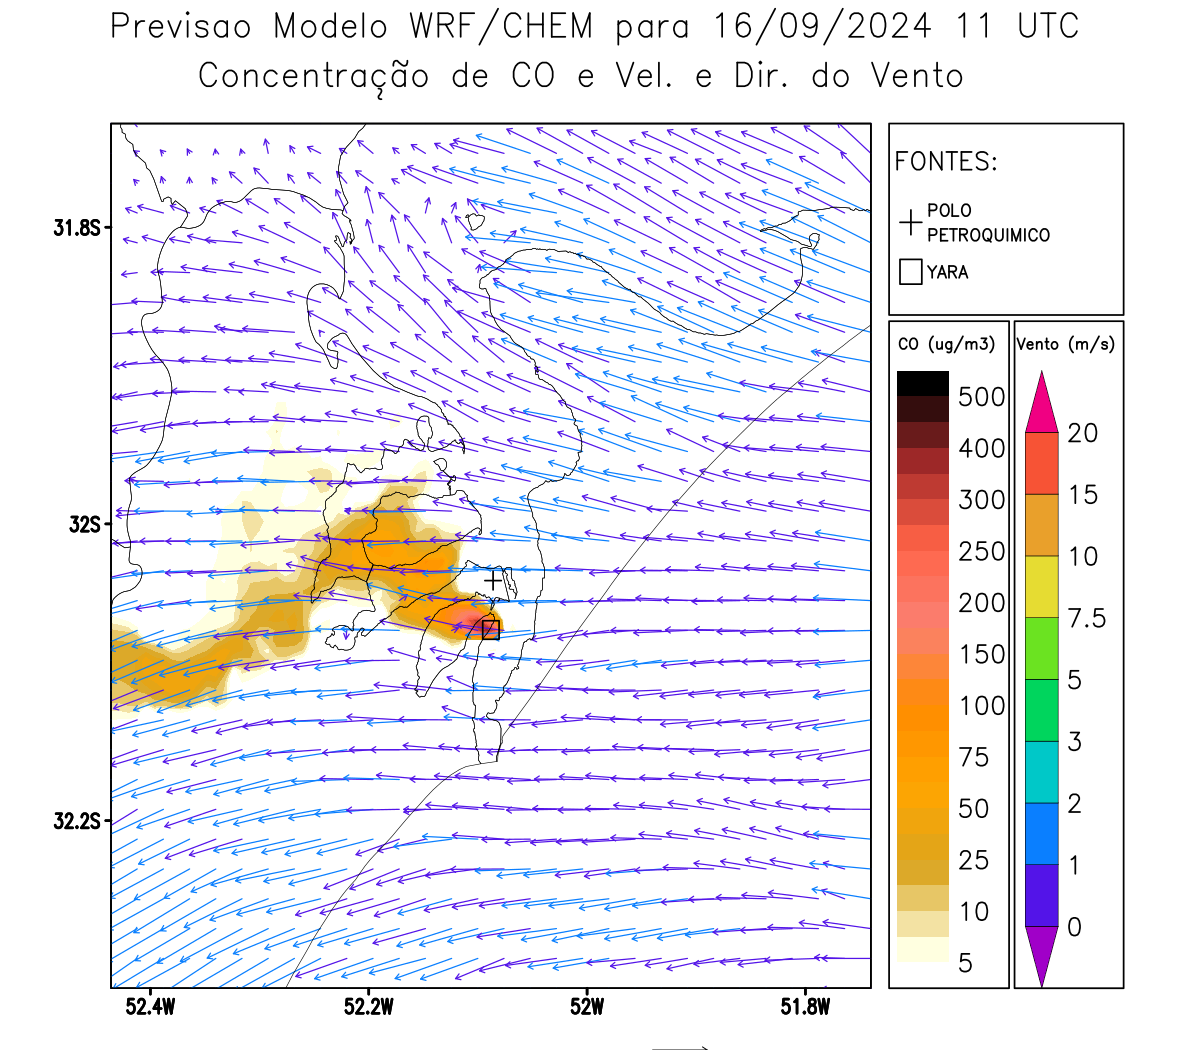 Previsao Modelo WRF/CHEM para 16/09/2024 11 UTC
Concentração de CO e Vel. e Dir. do Vento
FONTES:
POLO
PETROQUIMICO
YARA
31.8S
32S
32.2S
52.4W
52.2W
52W
51.8W
CO (ug/m3)
500
400
300
250
200
150
100
75
50
25
10
5
Vento (m/s)
20
15
10
7.5
5
3
2
1
0